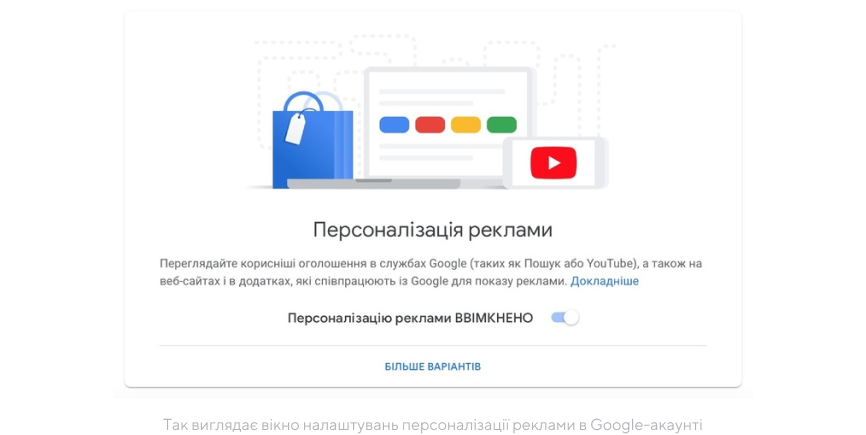 Персоналізація реклами
Переглядайте корисніші оголошення в службах Google (таких як Пошук або YouTube), а також на
веб-сайтах і в додатках, які співпрацюють із Google для показу реклами. Докладніше
Персоналізацію реклами ВВІМКНЕНО
БІЛЬШЕ ВАРІАНТІВ
Так виглядає вікно налаштувань персоналізації реклами в Google-акаунті